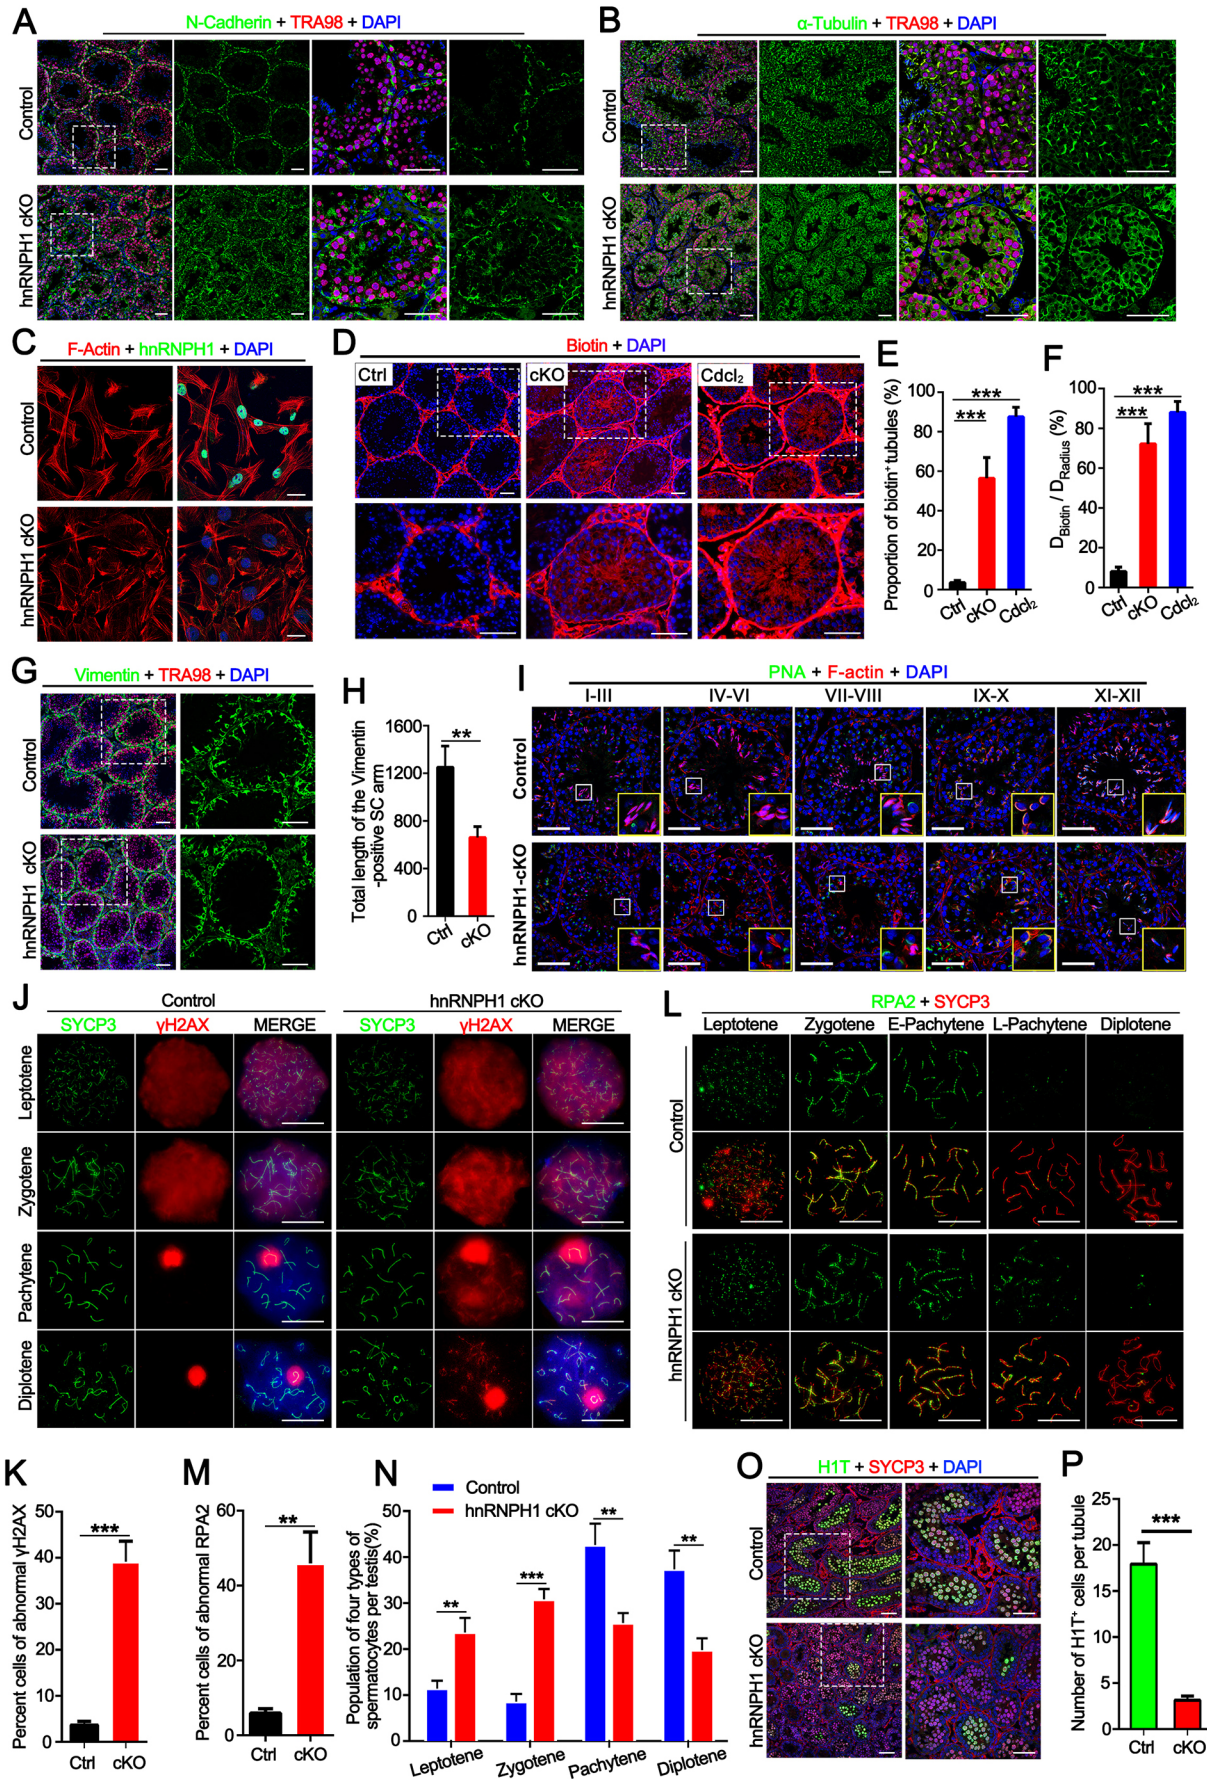 A
N-Cadherin + TRA98 + DAPI
Control
hnRNPH1 cKO
B
α-Tubulin + TRA98 + DAPI
Control
hnRNPH1 cKO
C
F-Actin + hnRNPH1 + DAPI
Control
hnRNPH1 cKO
D
Biotin + DAPI
Ctrl
cKO
Cdcl₂
E
Proportion of biotin⁺ tubules (%)
100
80
60
40
20
0
***
***
Ctrl
cKO
Cdcl₂
F
D_Biotin / D_Radius (%)
100
80
60
40
20
0
***
***
Ctrl
cKO
Cdcl₂
G
Vimentin + TRA98 + DAPI
Control
hnRNPH1 cKO
H
Total length of the Vimentin
-positive SC arm
1600
1200
800
400
0
**
Ctrl
cKO
I
PNA + F-actin + DAPI
I-III
IV-VI
VII-VIII
IX-X
XI-XII
Control
hnRNPH1-cKO
J
Control
hnRNPH1 cKO
SYCP3
γH2AX
MERGE
SYCP3
γH2AX
MERGE
Leptotene
Zygotene
Pachytene
Diplotene
L
RPA2 + SYCP3
Leptotene
Zygotene
E-Pachytene
L-Pachytene
Diplotene
Control
hnRNPH1 cKO
K
Percent cells of abnormal γH2AX
50
40
30
20
10
0
***
Ctrl
cKO
M
Percent cells of abnormal RPA2
60
40
20
0
**
Ctrl
cKO
N
Control
hnRNPH1 cKO
Population of four types of
spermatocytes per testis(%)
50
40
30
20
10
0
**
***
**
**
Leptotene
Zygotene
Pachytene
Diplotene
O
H1T + SYCP3 + DAPI
Control
hnRNPH1 cKO
P
Number of H1T⁺ cells per tubule
25
20
15
10
5
0
***
Ctrl
cKO